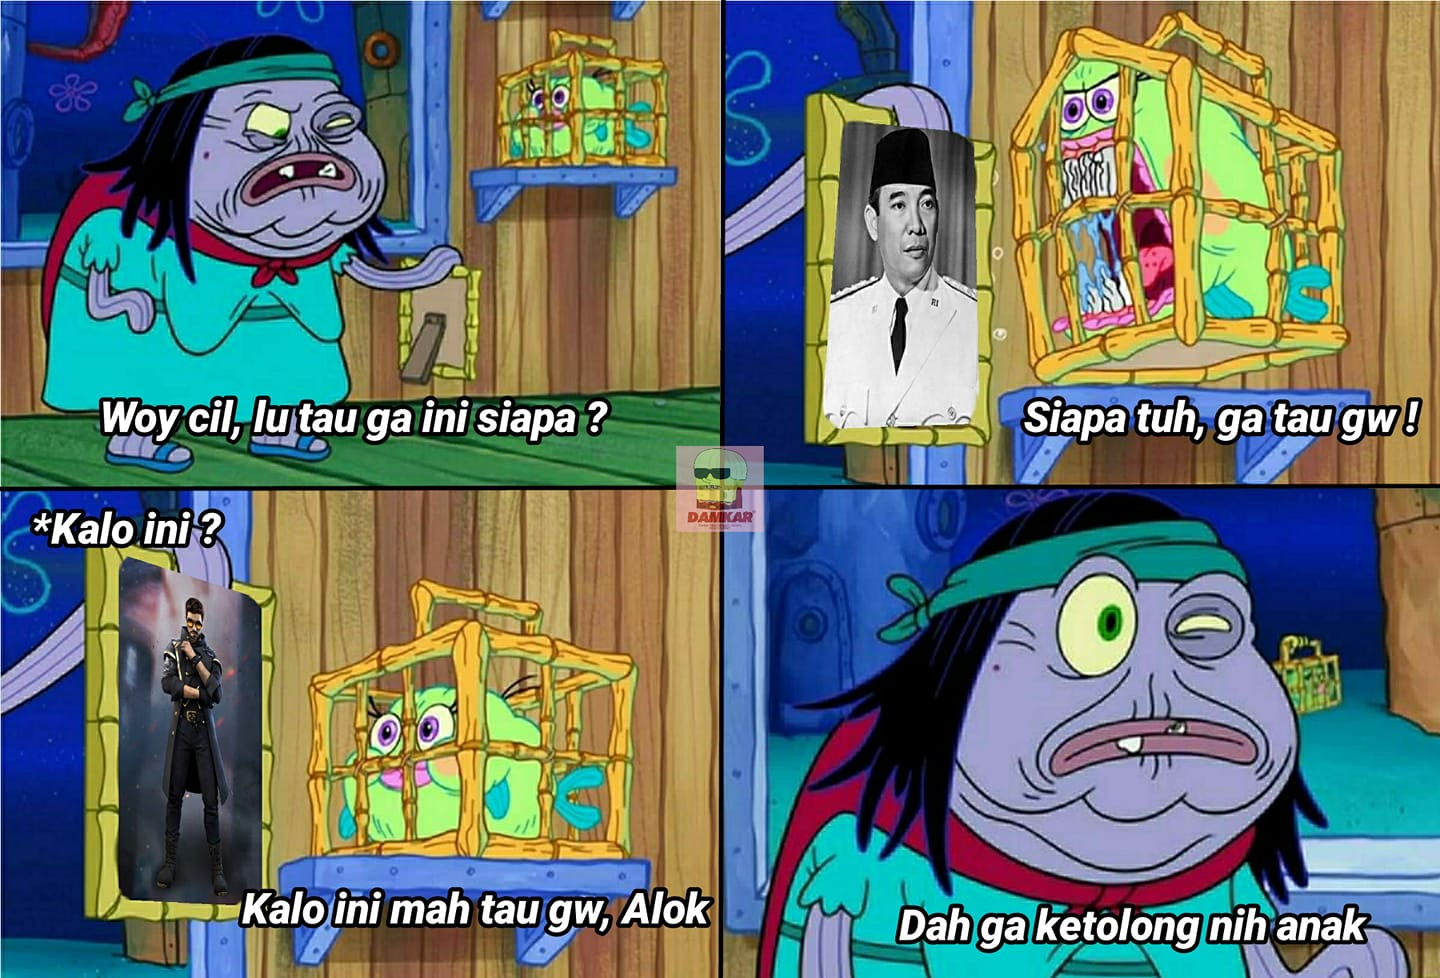 Woy cil, lu tau ga ini siapa ?
RI
Siapa tuh, ga tau gw !
DAMKAR
*Kalo ini ?
Kalo ini mah tau gw, Alok
Dah ga ketolong nih anak